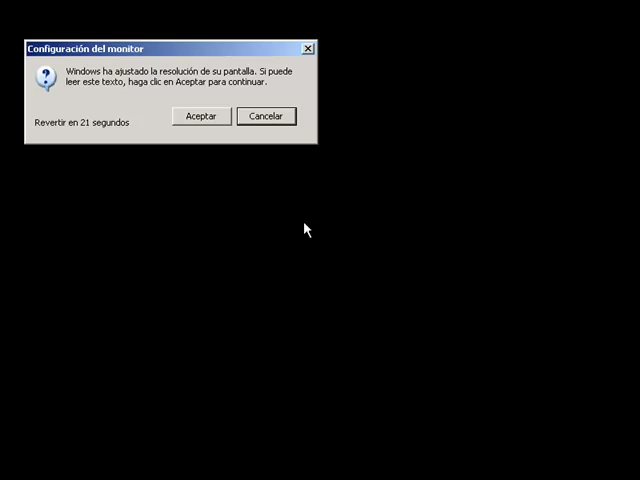 Configuración del monitor
Windows ha ajustado la resolución de su pantalla. Si puede
leer este texto, haga clic en Aceptar para continuar.
Revertir en 21 segundos
Aceptar
Cancelar